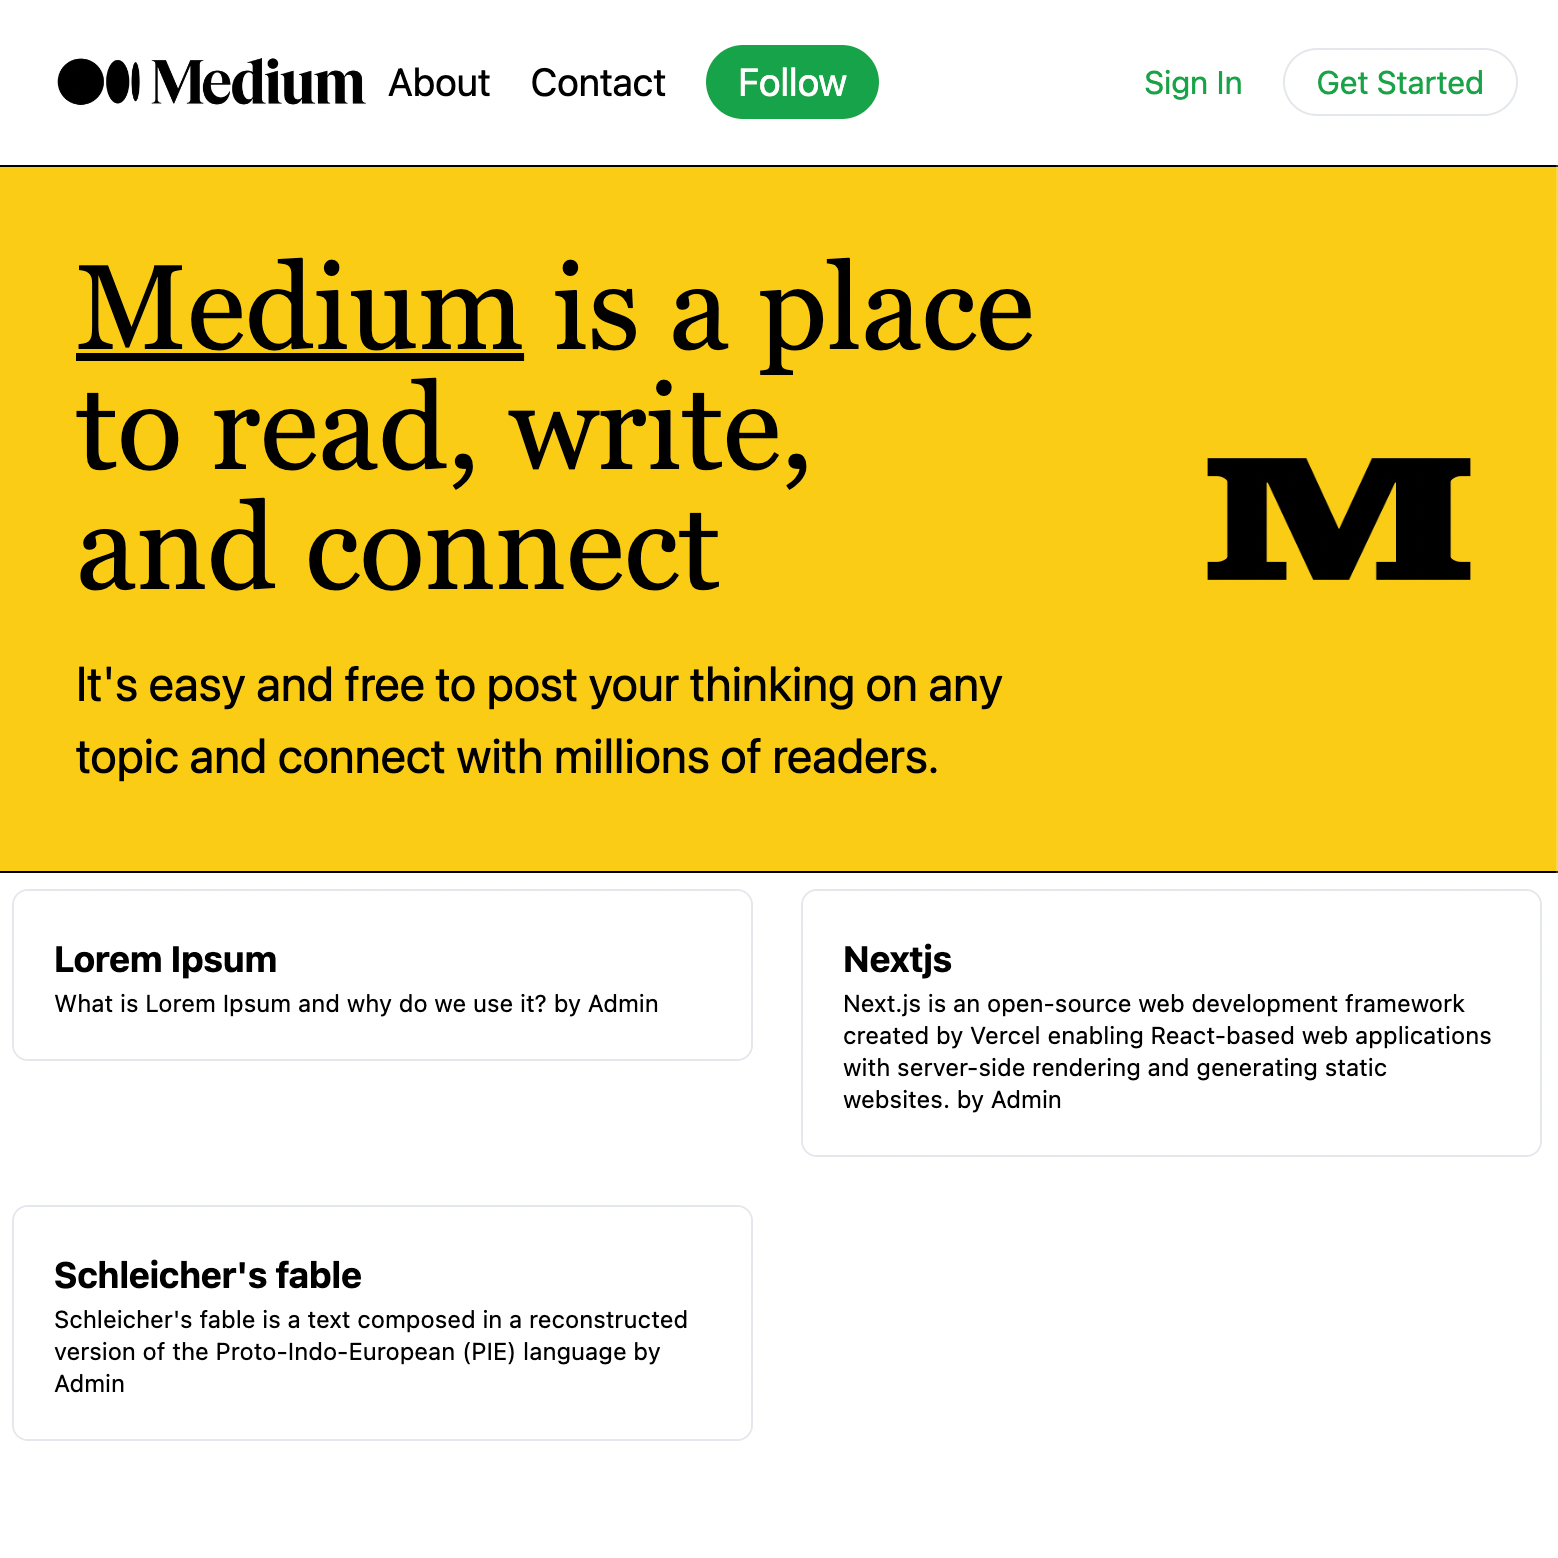 Medium About Contact Follow Sign In Get Started
Medium is a place
to read, write,
and connect
M
It's easy and free to post your thinking on any
topic and connect with millions of readers.
Lorem Ipsum
What is Lorem Ipsum and why do we use it? by Admin
Nextjs
Next.js is an open-source web development framework
created by Vercel enabling React-based web applications
with server-side rendering and generating static
websites. by Admin
Schleicher's fable
Schleicher's fable is a text composed in a reconstructed
version of the Proto-Indo-European (PIE) language by
Admin